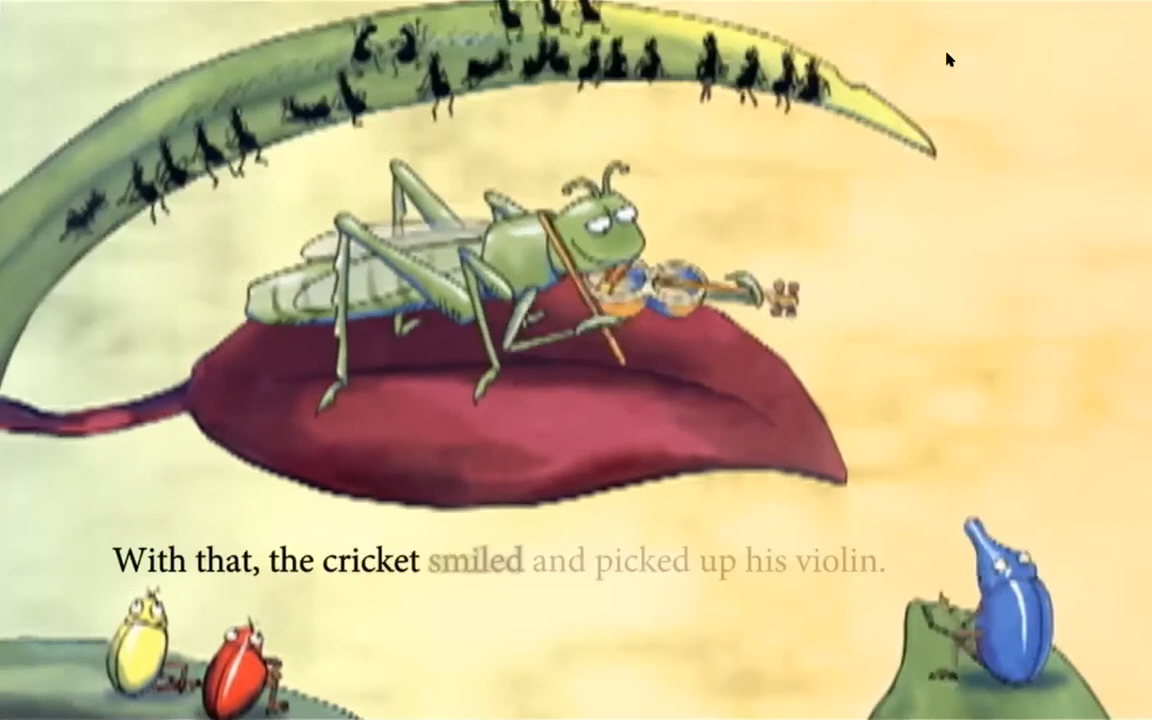 With that, the cricket smiled and picked up his violin.